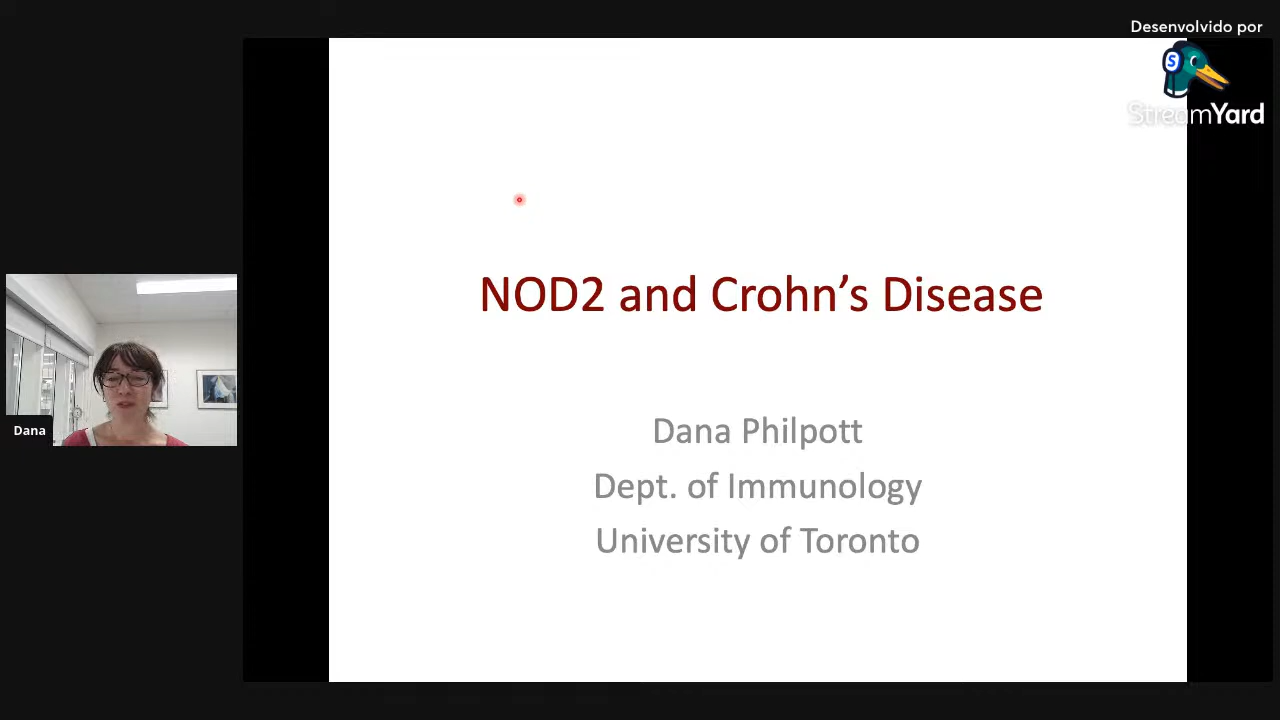 Desenvolvido por
S
StreamYard
NOD2 and Crohn’s Disease
Dana Philpott
Dept. of Immunology
University of Toronto
Dana